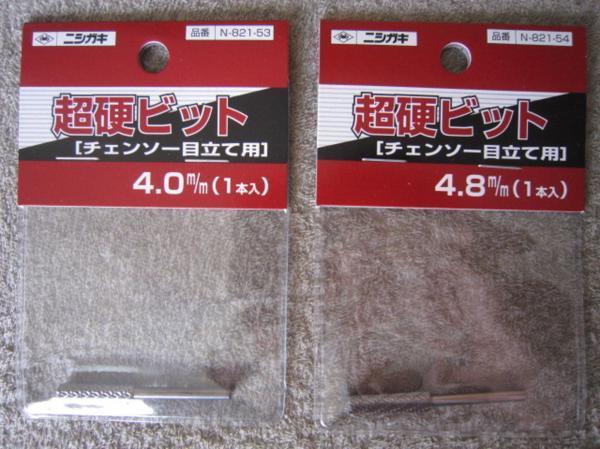 ニシガキ 品番 N-821-53
超硬ビット
[チェンソー目立て用]
4.0m/m(1本入)
ニシガキ 品番 N-821-54
超硬ビット
[チェンソー目立て用]
4.8m/m(1本入)